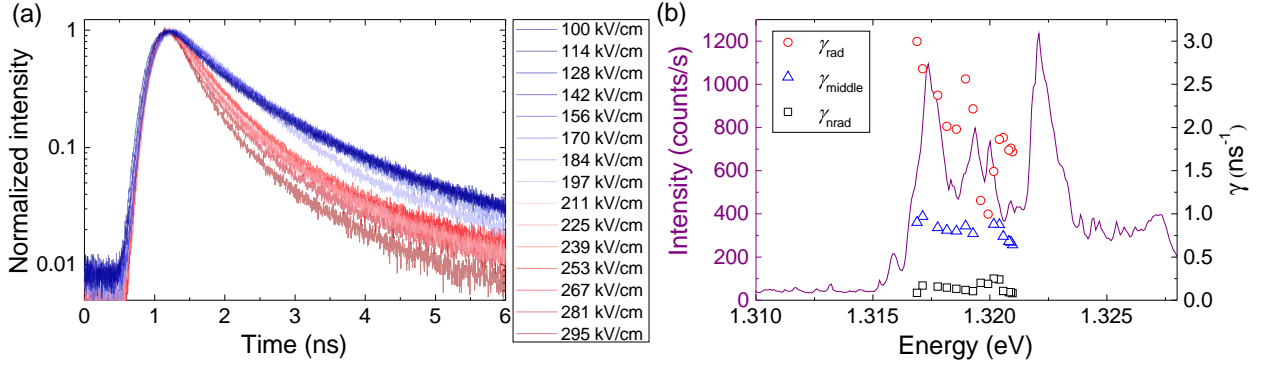 (a)
Normalized intensity
1
0.1
0.01
0 1 2 3 4 5 6
Time (ns)
100 kV/cm
114 kV/cm
128 kV/cm
142 kV/cm
156 kV/cm
170 kV/cm
184 kV/cm
197 kV/cm
211 kV/cm
225 kV/cm
239 kV/cm
253 kV/cm
267 kV/cm
281 kV/cm
295 kV/cm
(b)
Intensity (counts/s)
1200
1000
800
600
400
200
0
γrad
γmiddle
γnrad
3.0
2.5
2.0
1.5
1.0
0.5
0.0
γ (ns⁻¹)
1.310 1.315 1.320 1.325
Energy (eV)